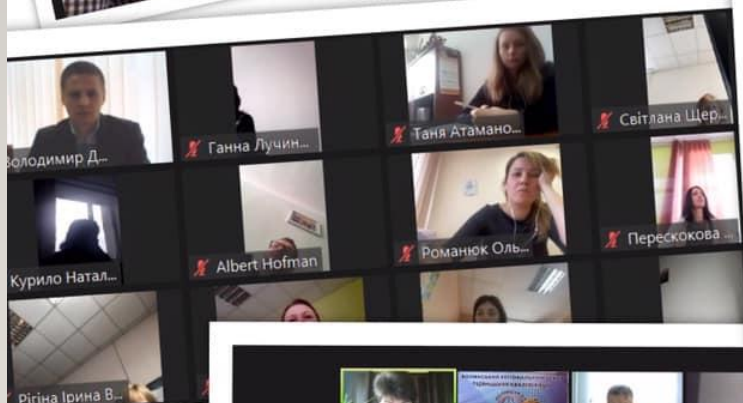 Володимир Д...
Ганна Лучин...
Таня Атамано...
Світлана Щер...
Курило Натал...
Albert Hofman
Романюк Оль...
Перескокова ...
Рігіна Ірина В...